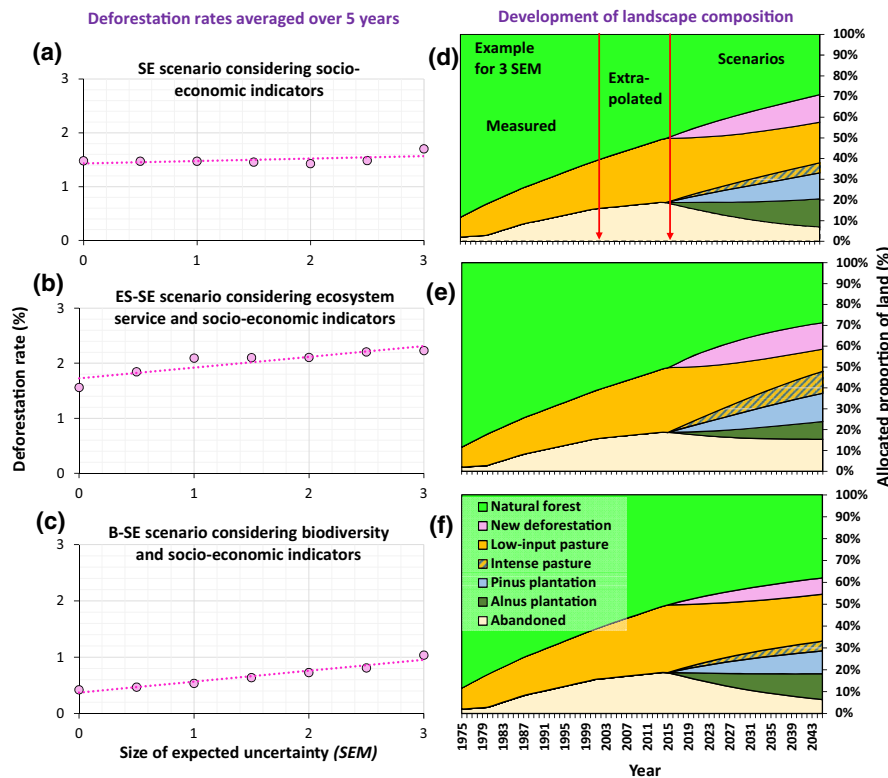 Deforestation rates averaged over 5 years
Development of landscape composition
(a)
SE scenario considering socio-
economic indicators
3
2
1
0
0
1
2
3
(b)
ES-SE scenario considering ecosystem
service and socio-economic indicators
3
2
1
0
0
1
2
3
(c)
B-SE scenario considering biodiversity
and socio-economic indicators
3
2
1
0
0
1
2
3
Deforestation rate (%)
Size of expected uncertainty (SEM)
(d)
Example
for 3 SEM
Measured
Extra-
polated
Scenarios
100%
90%
80%
70%
60%
50%
40%
30%
20%
10%
0%
(e)
100%
90%
80%
70%
60%
50%
40%
30%
20%
10%
0%
(f)
Natural forest
New deforestation
Low-input pasture
Intense pasture
Pinus plantation
Alnus plantation
Abandoned
100%
90%
80%
70%
60%
50%
40%
30%
20%
10%
0%
Allocated proportion of land (%)
1975
1979
1983
1987
1991
1995
1999
2003
2007
2011
2015
2019
2023
2027
2031
2035
2039
2043
Year